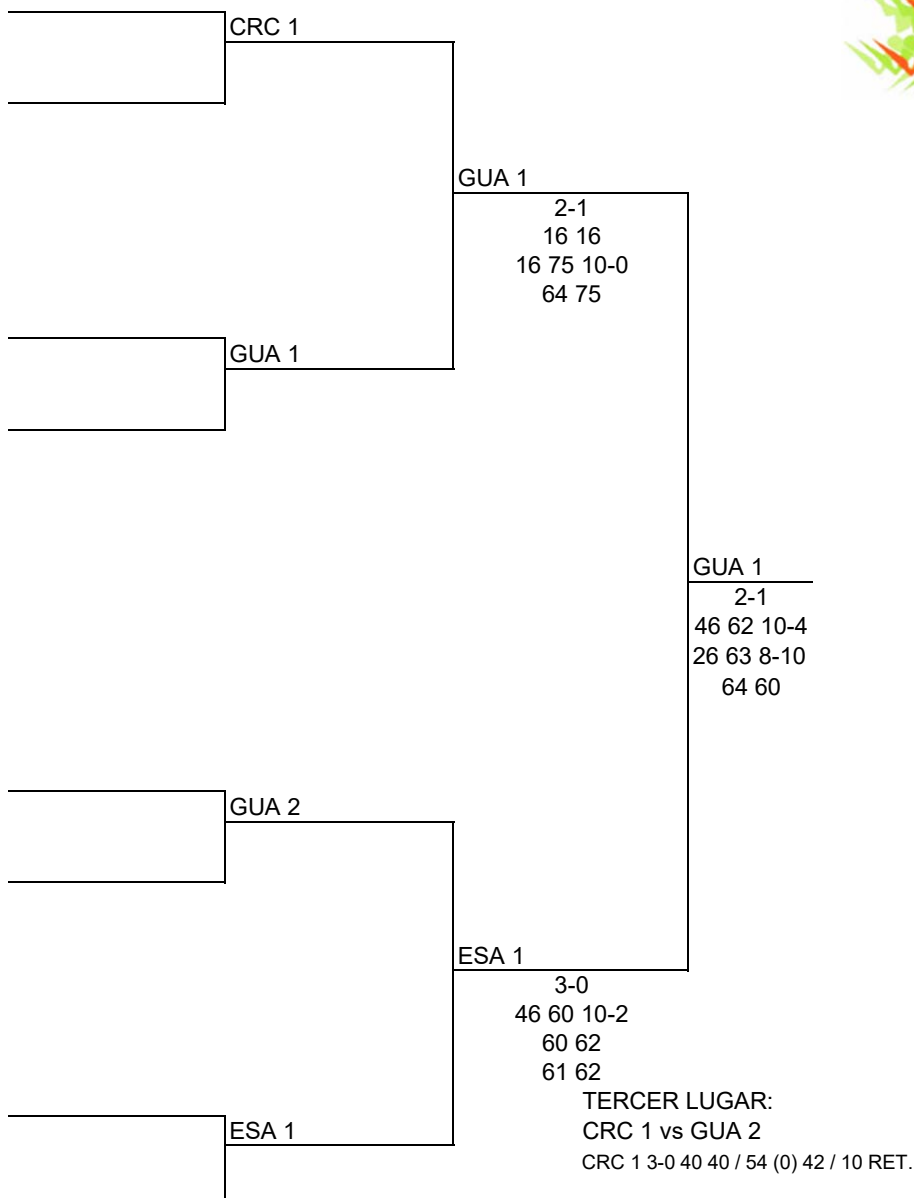 CRC 1
GUA 1
2-1
16 16
16 75 10-0
64 75
GUA 1
GUA 1
2-1
46 62 10-4
26 63 8-10
64 60
GUA 2
ESA 1
3-0
46 60 10-2
60 62
61 62
TERCER LUGAR:
ESA 1
CRC 1 vs GUA 2
CRC 1 3-0 40 40 / 54 (0) 42 / 10 RET.